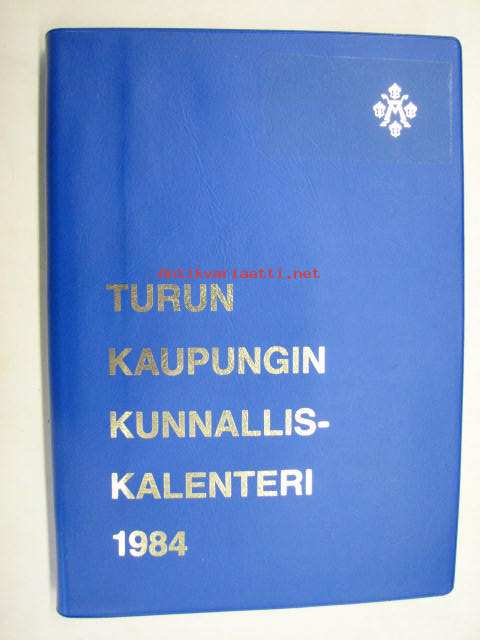 Antikvariaatti.net
TURUN
KAUPUNGIN
KUNNALLIS-
KALENTERI
1984